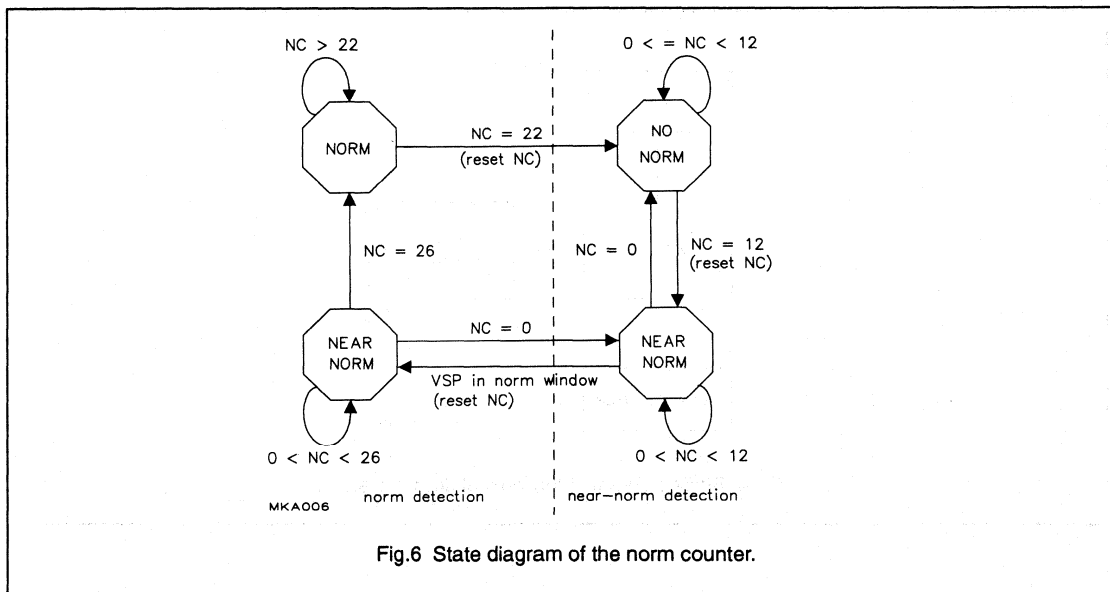 NC > 22
0 < = NC < 12
NORM
NC = 22
(reset NC)
NO
NORM
NC = 26
NC = 0
NC = 12
(reset NC)
NEAR
NORM
NC = 0
VSP in norm window
(reset NC)
NEAR
NORM
0 < NC < 26
0 < NC < 12
MKA006
norm detection
near-norm detection
Fig.6 State diagram of the norm counter.